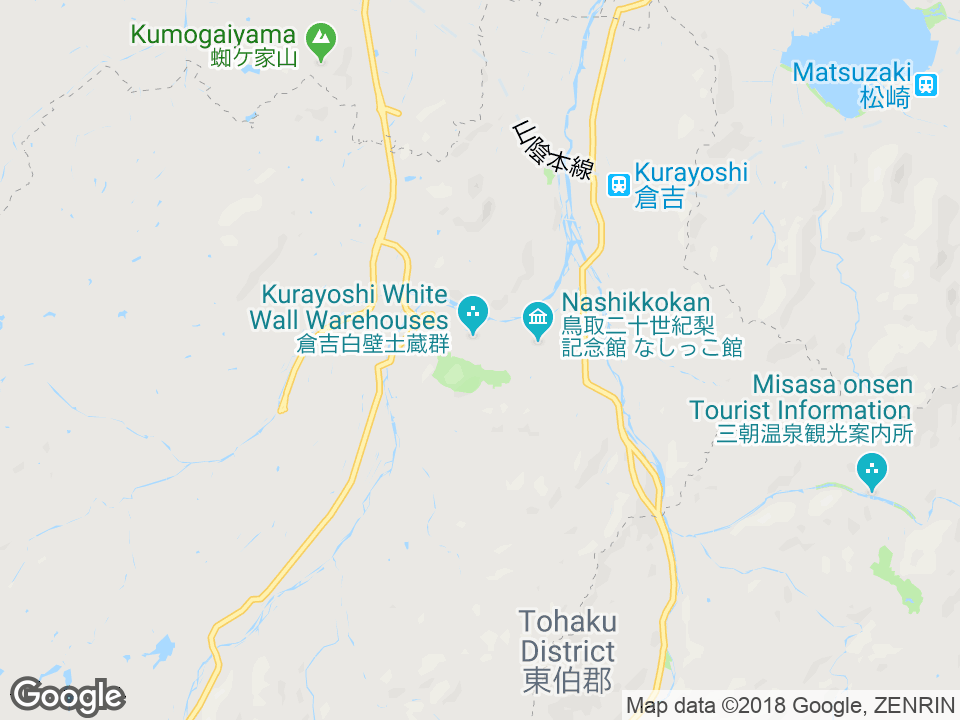 Kumogaiyama
蜘ケ家山
Matsuzaki
松崎
山陰本線
Kurayoshi
倉吉
Kurayoshi White
Wall Warehouses
倉吉白壁土蔵群
Nashikkokan
鳥取二十世紀梨
記念館 なしっこ館
Misasa onsen
Tourist Information
三朝温泉観光案内所
Tohaku
District
東伯郡
Google
Map data ©2018 Google, ZENRIN